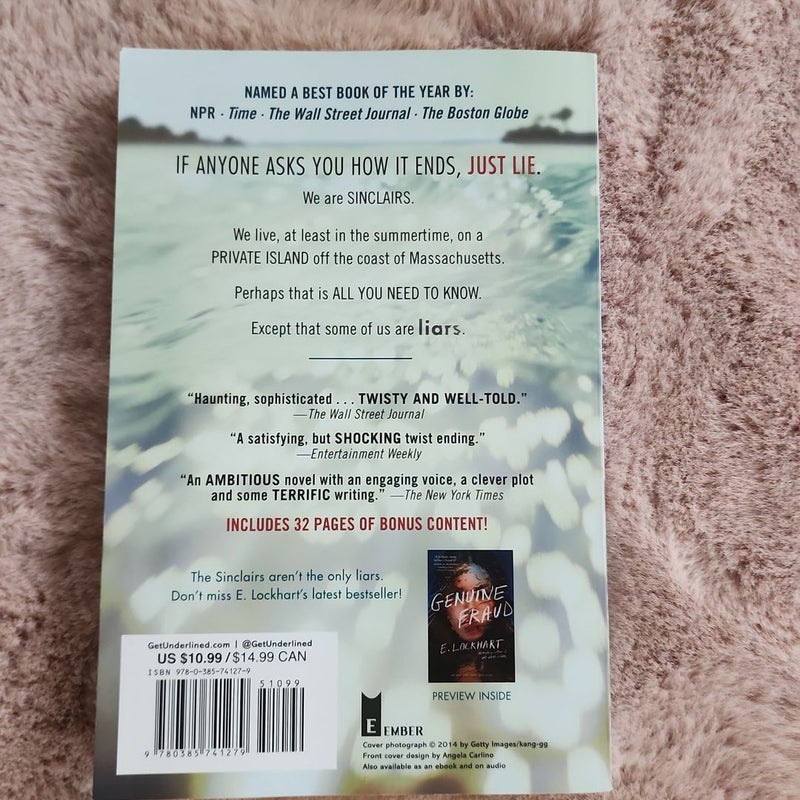 NAMED A BEST BOOK OF THE YEAR BY:
NPR · Time · The Wall Street Journal · The Boston Globe
IF ANYONE ASKS YOU HOW IT ENDS, JUST LIE.
We are SINCLAIRS.
We live, at least in the summertime, on a
PRIVATE ISLAND off the coast of Massachusetts.
Perhaps that is ALL YOU NEED TO KNOW.
Except that some of us are liars.
“Haunting, sophisticated . . . TWISTY AND WELL-TOLD.”
—The Wall Street Journal
“A satisfying, but SHOCKING twist ending.”
—Entertainment Weekly
“An AMBITIOUS novel with an engaging voice, a clever plot
and some TERRIFIC writing.” —The New York Times
INCLUDES 32 PAGES OF BONUS CONTENT!
The Sinclairs aren’t the only liars.
Don’t miss E. Lockhart’s latest bestseller!
GENUINE
FRAUD
E. LOCKHART
PREVIEW INSIDE
GetUnderlined.com | @GetUnderlined
US $10.99 / $14.99 CAN
ISBN 978-0-385-74127-9
51099
9 780385 741279
E EMBER
Cover photograph © 2014 by Getty Images/kang-gg
Front cover design by Angela Carlino
Also available as an ebook and on audio